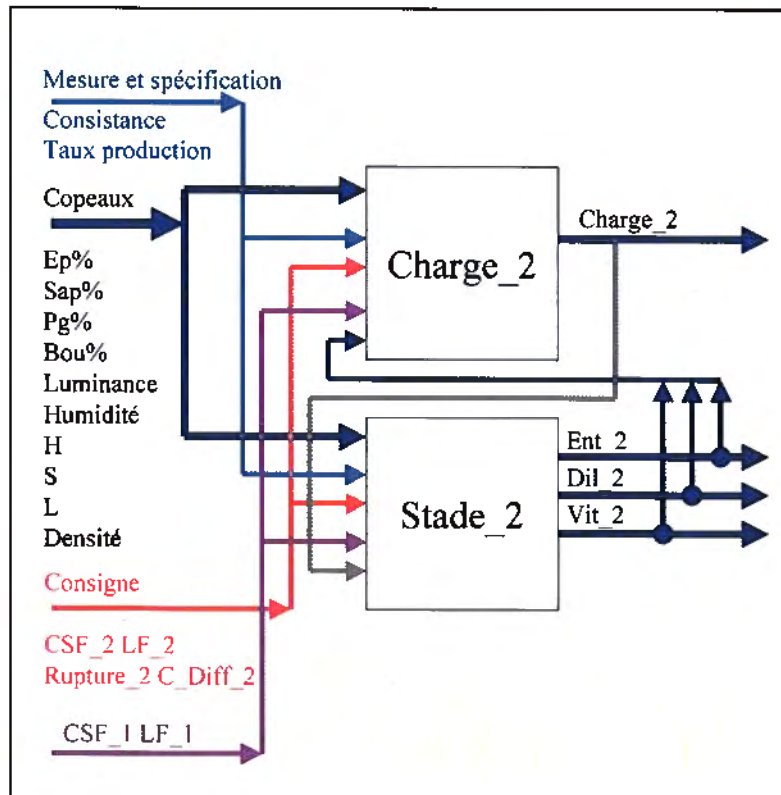 Mesure et spécification
Consistance
Taux production
Copeaux
Ep%
Sap%
Pg%
Bou%
Luminance
Humidité
H
S
L
Densité
Consigne
CSF_2 LF_2
Rupture_2 C_Diff_2
CSF_1 LF_1
Charge_2
Charge_2
Stade_2
Ent_2
Dil_2
Vit_2